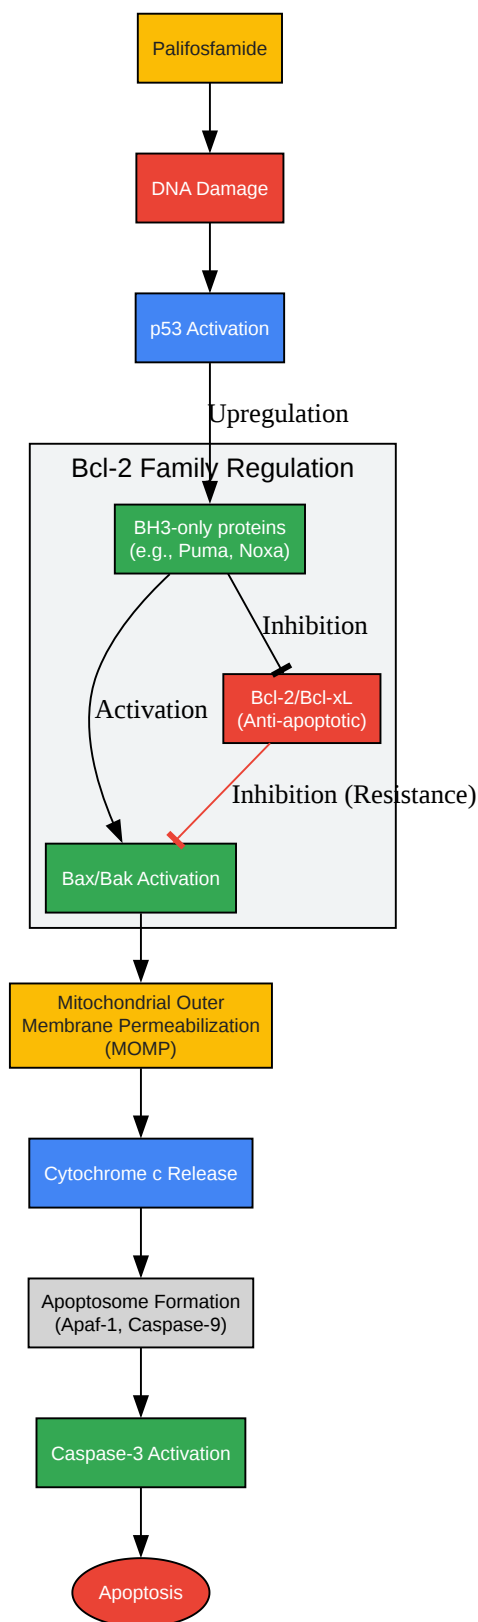 Palifosfamide
DNA Damage
p53 Activation
Upregulation
Bcl-2 Family Regulation
BH3-only proteins
(e.g., Puma, Noxa)
Inhibition
Bcl-2/Bcl-xL
(Anti-apoptotic)
Activation
Inhibition (Resistance)
Bax/Bak Activation
Mitochondrial Outer
Membrane Permeabilization
(MOMP)
Cytochrome c Release
Apoptosome Formation
(Apaf-1, Caspase-9)
Caspase-3 Activation
Apoptosis